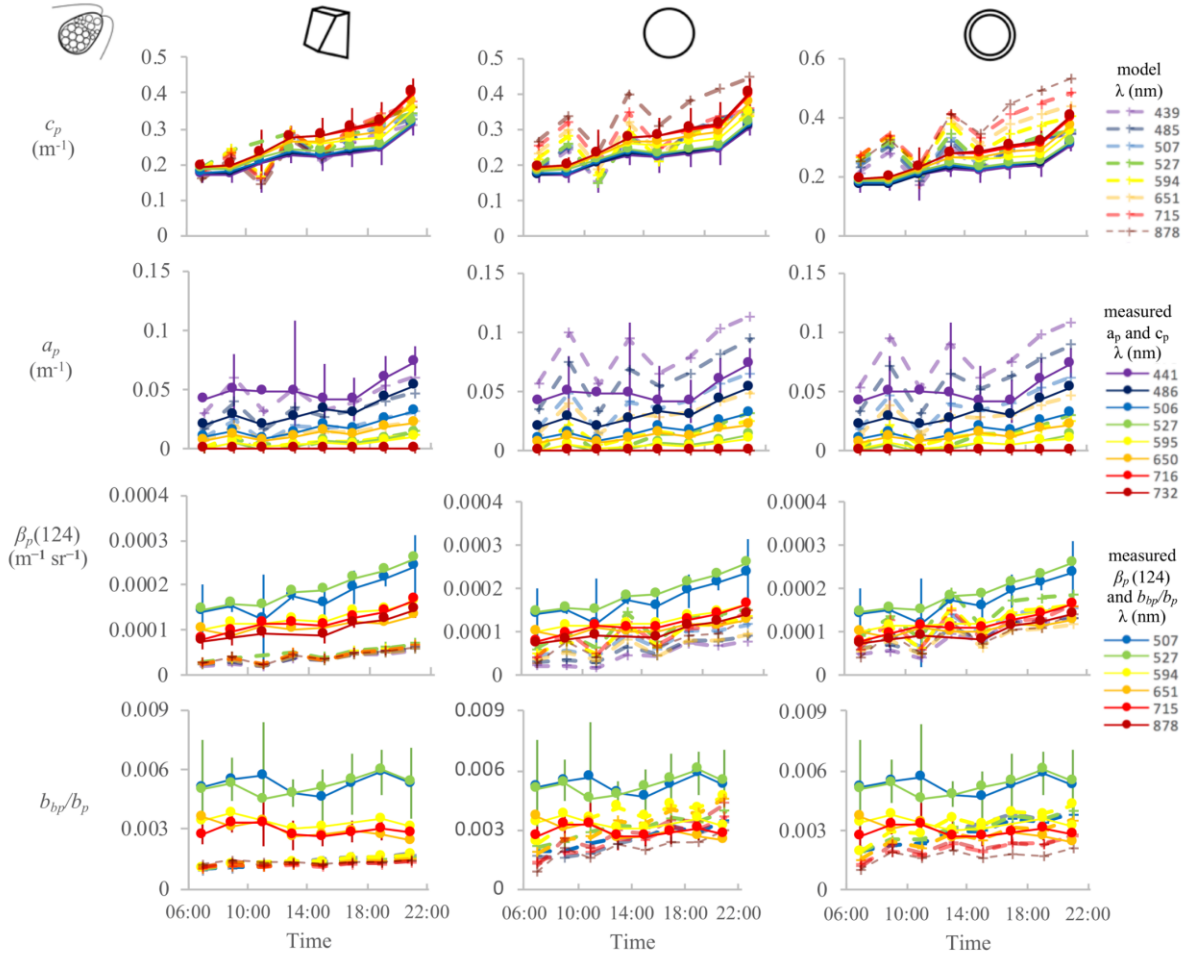 0.5 0.5 0.6
0.4 0.4
0.3 0.3 0.4
0.2 0.2 0.2
0.1 0.1
0 0 0
cₚ
(m⁻¹)
model
λ (nm)
439
485
507
527
594
651
715
878
0.15 0.15 0.15
0.1 0.1 0.1
0.05 0.05 0.05
0 0 0
aₚ
(m⁻¹)
measured
aₚ and cₚ
λ (nm)
441
486
506
527
595
650
716
732
0.0004 0.0004 0.0004
0.0003 0.0003 0.0003
0.0002 0.0002 0.0002
0.0001 0.0001 0.0001
0 0 0
βₚ(124)
(m⁻¹ sr⁻¹)
measured
βₚ (124)
and b_bp/bₚ
λ (nm)
507
527
594
651
715
878
0.009 0.009 0.009
0.006 0.006 0.006
0.003 0.003 0.003
0 0 0
b_bp/bₚ
06:00 10:00 14:00 18:00 22:00 06:00 10:00 14:00 18:00 22:00 06:00 10:00 14:00 18:00 22:00
Time Time Time